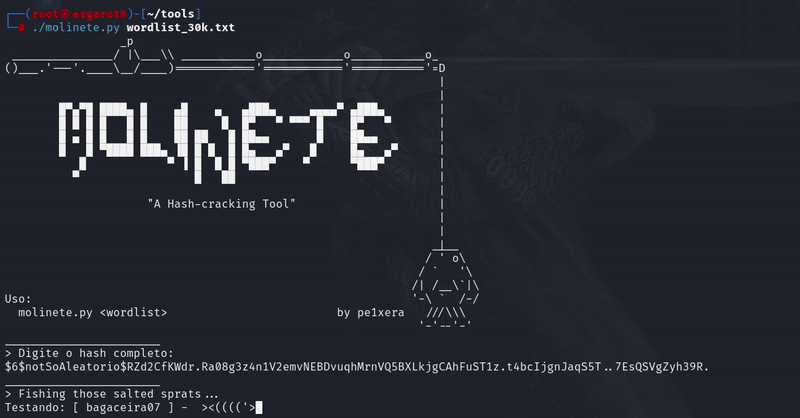 (root㉿esgaroth)-[~/tools]
# ./molinete.py wordlist_30k.txt
MOLINETE
"A Hash-cracking Tool"
Uso:
molinete.py <wordlist> by pe1xera
> Digite o hash completo:
$6$notSoAleatorio$RZd2CfKWdr.Ra08g3z4n1V2emvNEBDvuqhMrnVQ5BXLkjgCAhFuST1z.t4bcIjgnJaqS5T..7EsQSVgZyh39R.
> Fishing those salted sprats...
Testando: [ bagaceira07 ] - ><(((('>